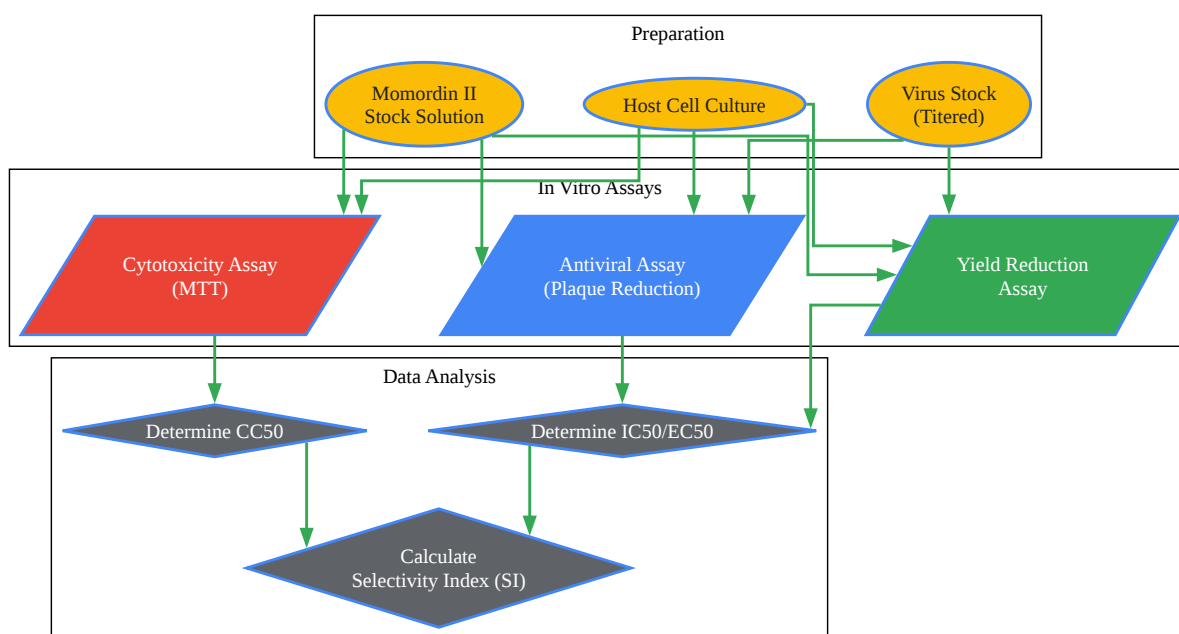 Preparation
Momordin II
Stock Solution
Host Cell Culture
Virus Stock
(Titered)
In Vitro Assays
Cytotoxicity Assay
(MTT)
Antiviral Assay
(Plaque Reduction)
Yield Reduction
Assay
Data Analysis
Determine CC50
Determine IC50/EC50
Calculate
Selectivity Index (SI)